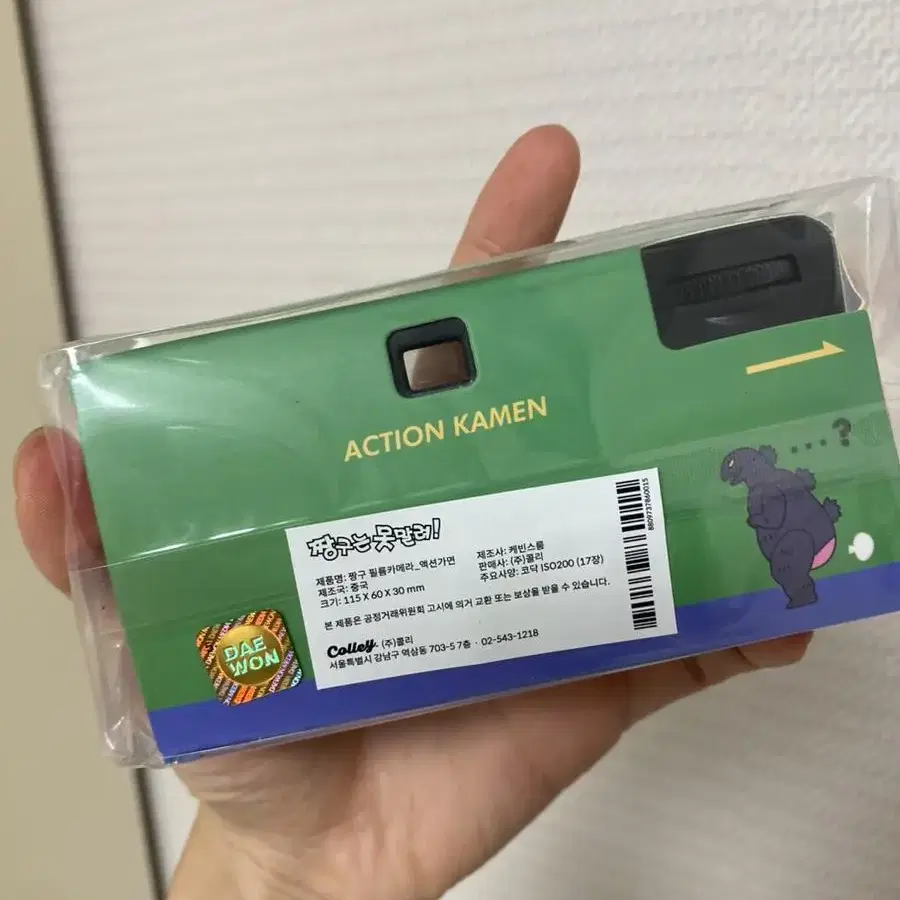 ...?
ACTION KAMEN
짱구는 못말려!
제품명: 짱구 필름카메라_액션가면
제조국: 중국
크기: 115 X 60 X 30 mm
제조사: 케빈스룸
판매사: (주)콜리
주요사양: 코닥 ISO200 (17장)
본 제품은 공정거래위원회 고시에 의거 교환 또는 보상을 받을 수 있습니다.
Colley (주)콜리
서울특별시 강남구 역삼동 703-5 7층 · 02-543-1218
8809737860015
DAE
WON